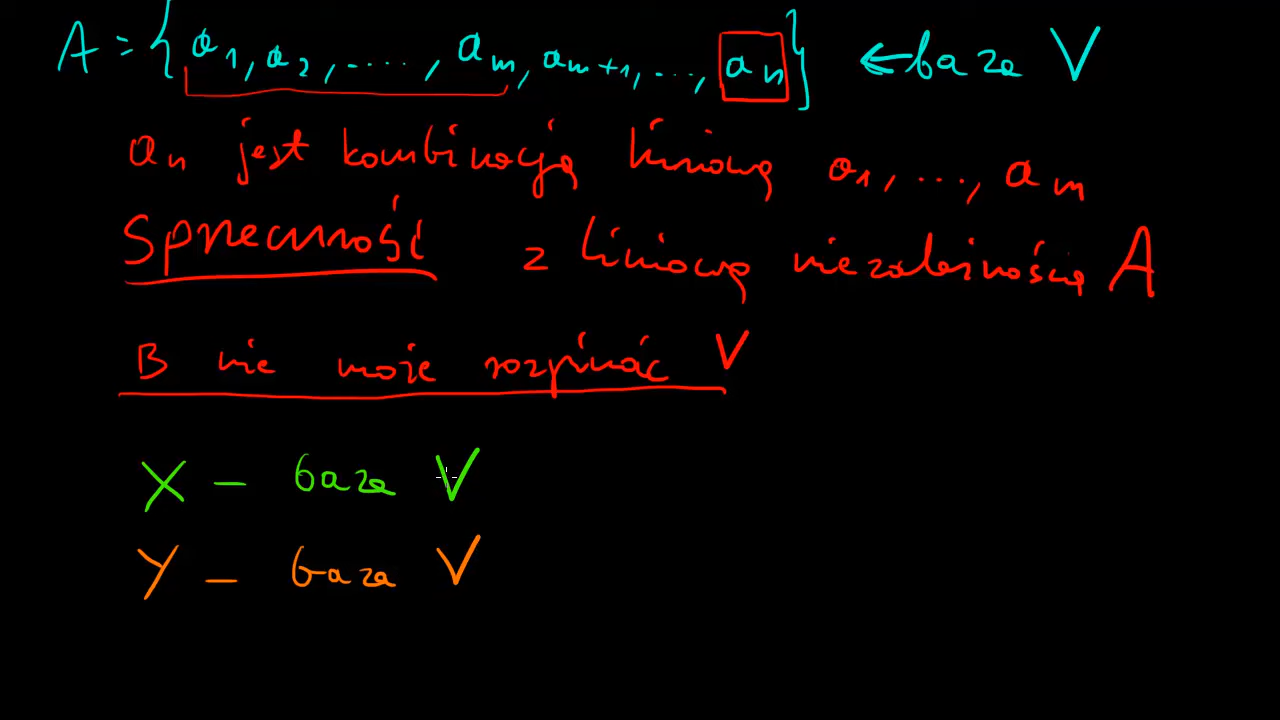 A = {a₁, a₂, ...., aₘ, aₘ₊₁, ..., aₙ} ← baza V
aₙ jest kombinacją liniową a₁, ..., aₘ
Sprzeczność z liniową niezależnością A
B nie może rozpinać V
X – baza V
Y – baza V